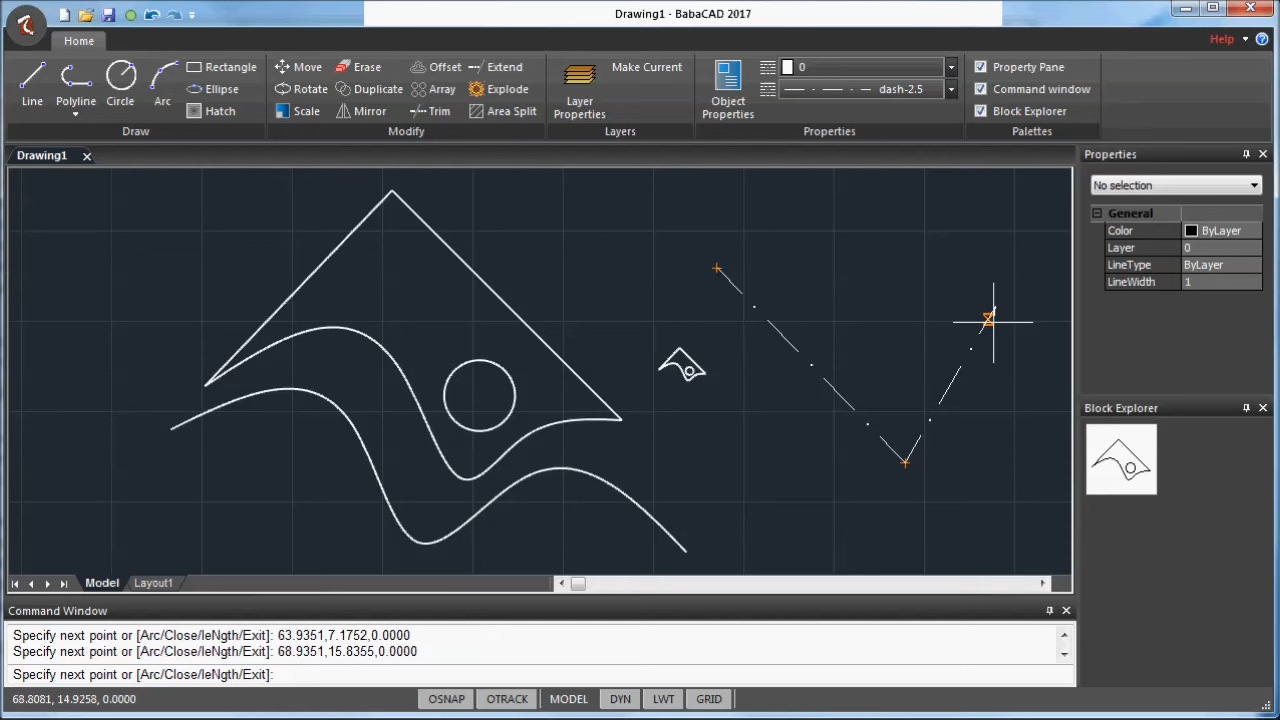 Drawing1 - BabaCAD 2017
Home
Help
Line
Polyline
Circle
Arc
Rectangle
Ellipse
Hatch
Draw
Move
Rotate
Scale
Erase
Duplicate
Mirror
Offset
Array
Trim
Extend
Explode
Area Split
Modify
Layer
Properties
Make Current
Layers
Object
Properties
0
dash-2.5
Properties
Property Pane
Command window
Block Explorer
Palettes
Drawing1
Properties
No selection
General
Color ByLayer
Layer 0
LineType ByLayer
LineWidth 1
Block Explorer
Model Layout1
Command Window
Specify next point or [Arc/Close/leNgth/Exit]: 63.9351,7.1752,0.0000
Specify next point or [Arc/Close/leNgth/Exit]: 68.9351,15.8355,0.0000
Specify next point or [Arc/Close/leNgth/Exit]:
68.8081, 14.9258, 0.0000 OSNAP OTRACK MODEL DYN LWT GRID